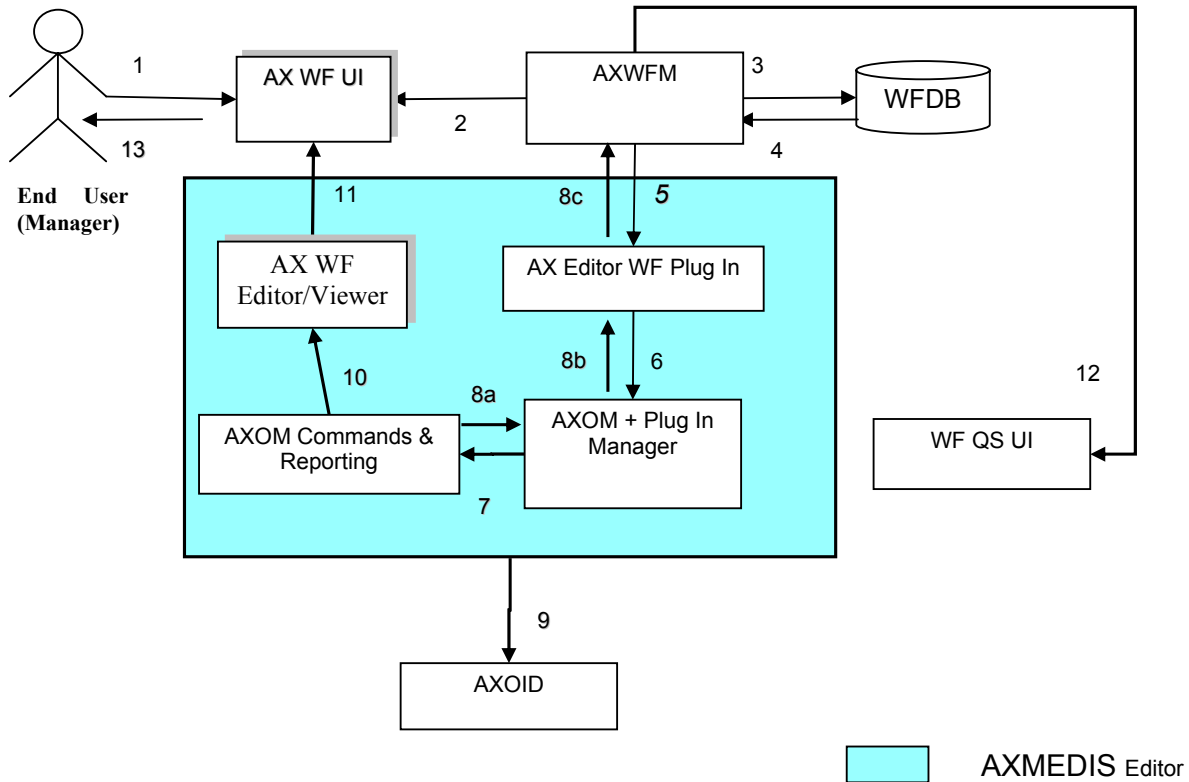 1
AX WF UI
2
AXWFM
3
WFDB
4
13
End User
(Manager)
11
8c
5
AX WF
Editor/Viewer
AX Editor WF Plug In
10
8b
6
12
8a
AXOM Commands &
Reporting
AXOM + Plug In
Manager
WF QS UI
7
9
AXOID
AXMEDIS Editor